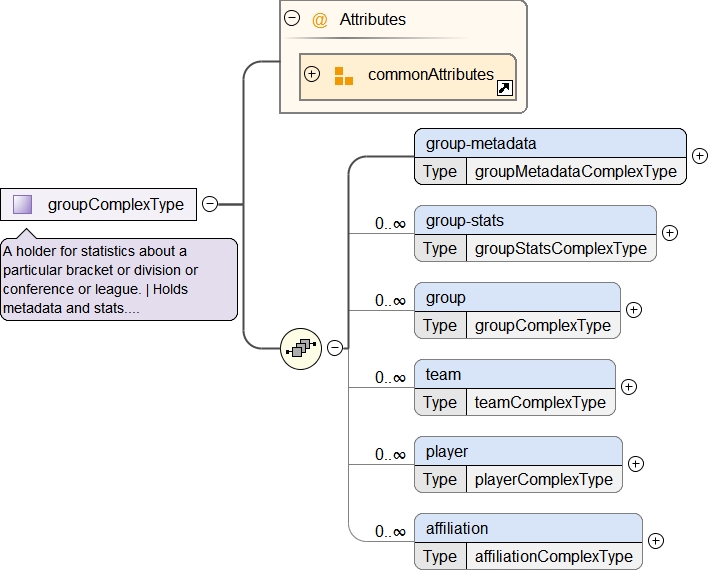 @ Attributes
commonAttributes
groupComplexType
A holder for statistics about a
particular bracket or division or
conference or league. | Holds
metadata and stats....
group-metadata
Type groupMetadataComplexType
0..∞
group-stats
Type groupStatsComplexType
0..∞
group
Type groupComplexType
0..∞
team
Type teamComplexType
0..∞
player
Type playerComplexType
0..∞
affiliation
Type affiliationComplexType